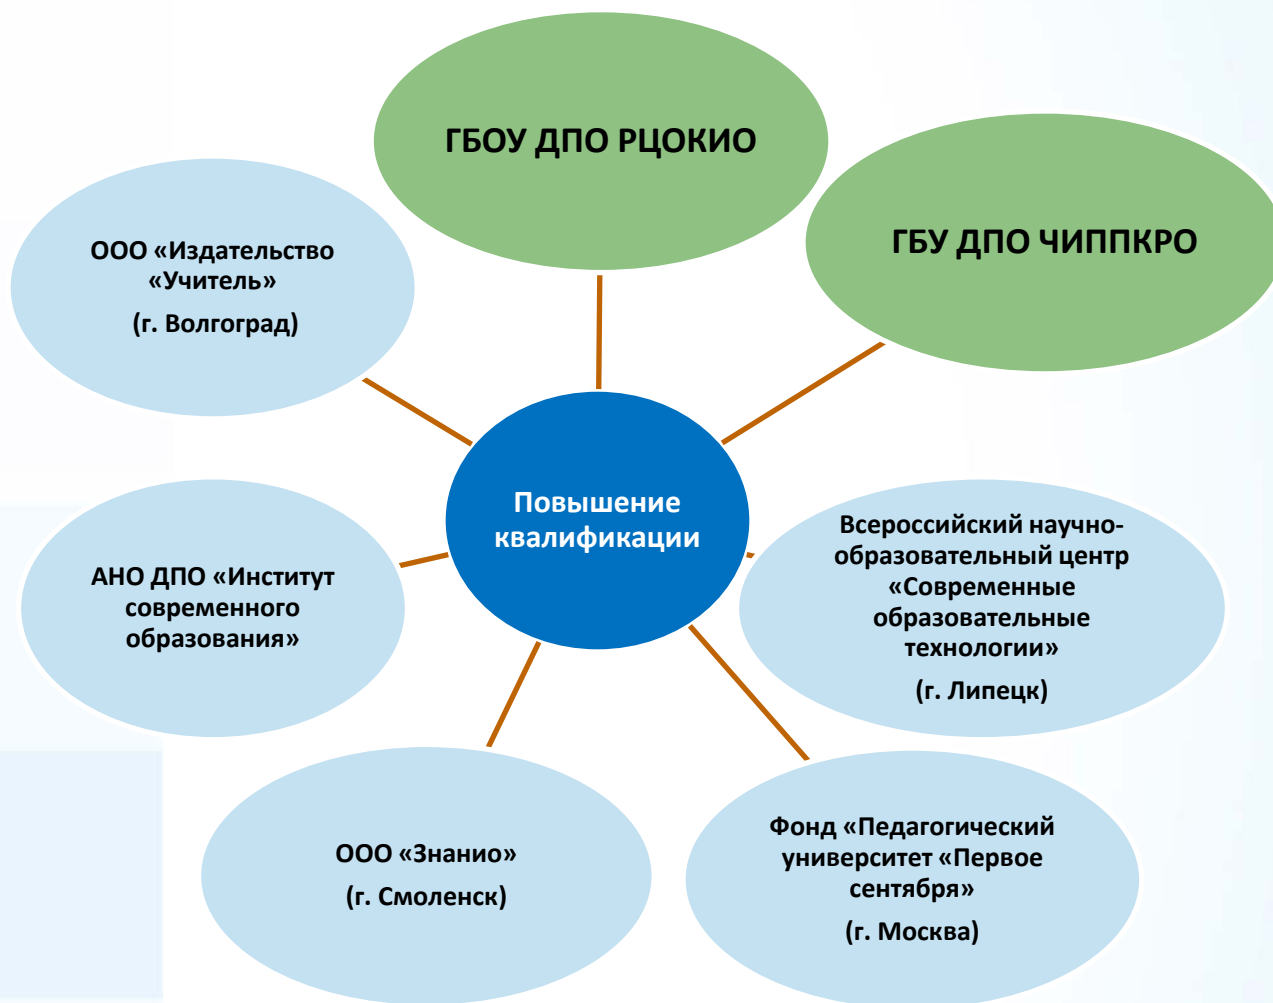 ГБОУ ДПО РЦОКИО
ГБУ ДПО ЧИППКРО
ООО «Издательство
«Учитель»
(г. Волгоград)
Повышение
квалификации
Всероссийский научно-
образовательный центр
«Современные
образовательные
технологии»
(г. Липецк)
АНО ДПО «Институт
современного
образования»
ООО «Знанио»
(г. Смоленск)
Фонд «Педагогический
университет «Первое
сентября»
(г. Москва)